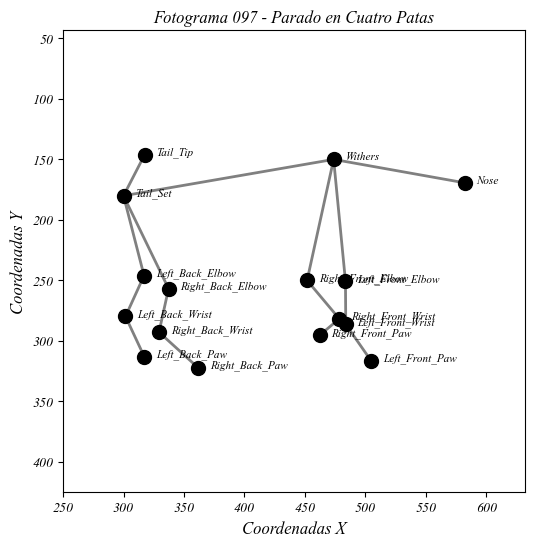 Fotograma 097 - Parado en Cuatro Patas
50
100
150
200
250
300
350
400
Coordenadas Y
Tail_Tip
Withers
Nose
Tail_Set
Left_Back_Elbow
Right_Front_Elbow
Left_Front_Elbow
Right_Back_Elbow
Left_Back_Wrist
Right_Front_Wrist
Left_Front_Wrist
Right_Back_Wrist
Right_Front_Paw
Left_Back_Paw
Left_Front_Paw
Right_Back_Paw
250
300
350
400
450
500
550
600
Coordenadas X